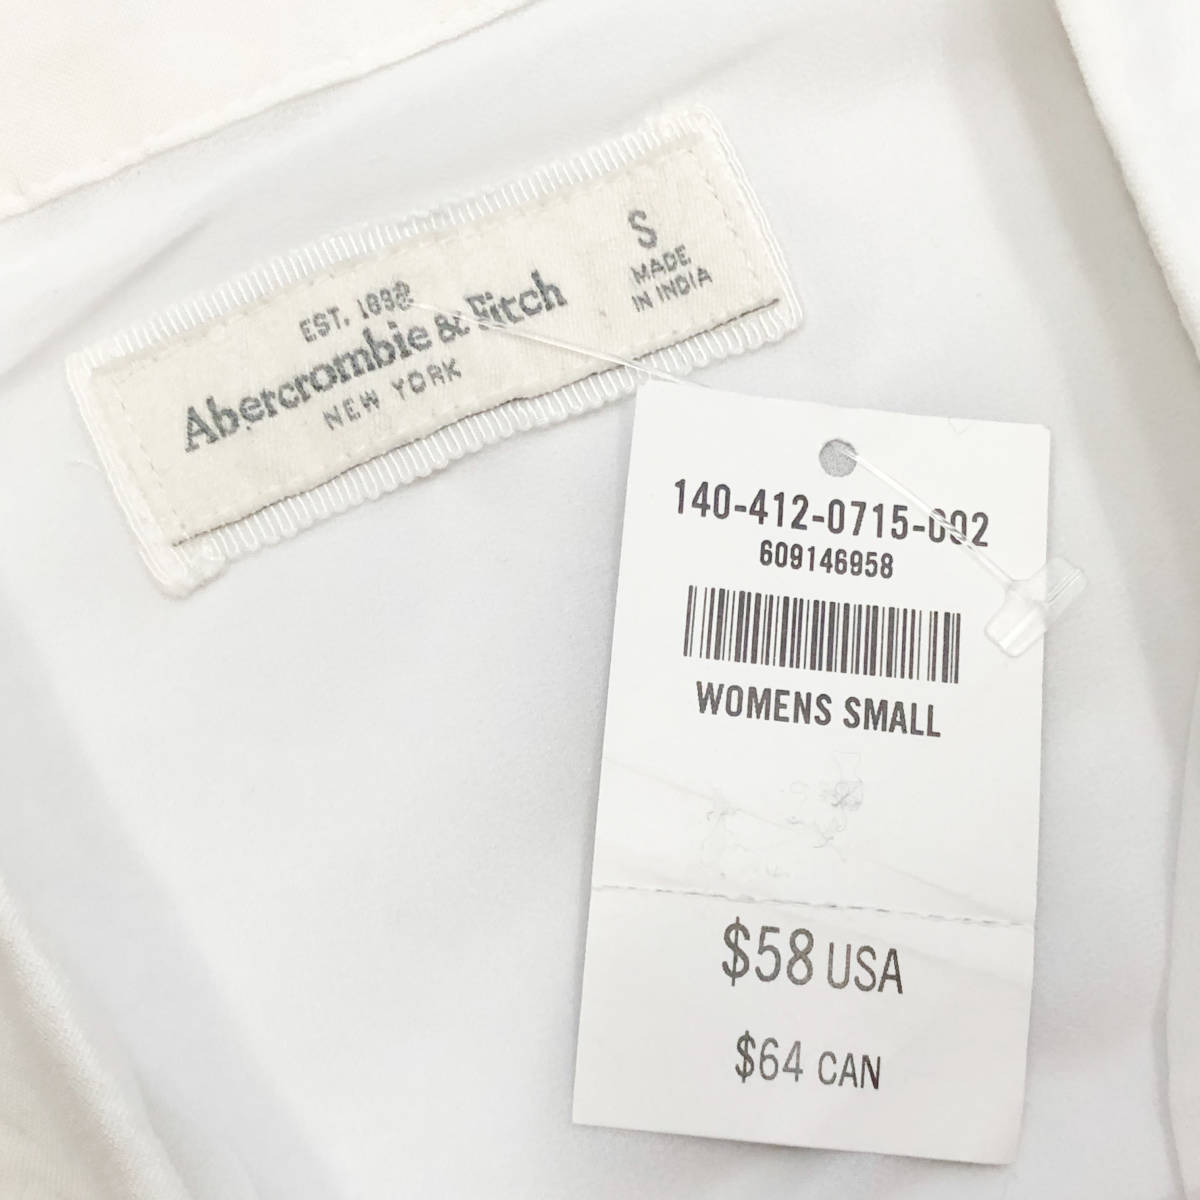 EST. 1892
Abercrombie & Fitch
NEW YORK
S
MADE
IN INDIA
140-412-0715-002
609146958
WOMENS SMALL
$58 USA
$64 CAN